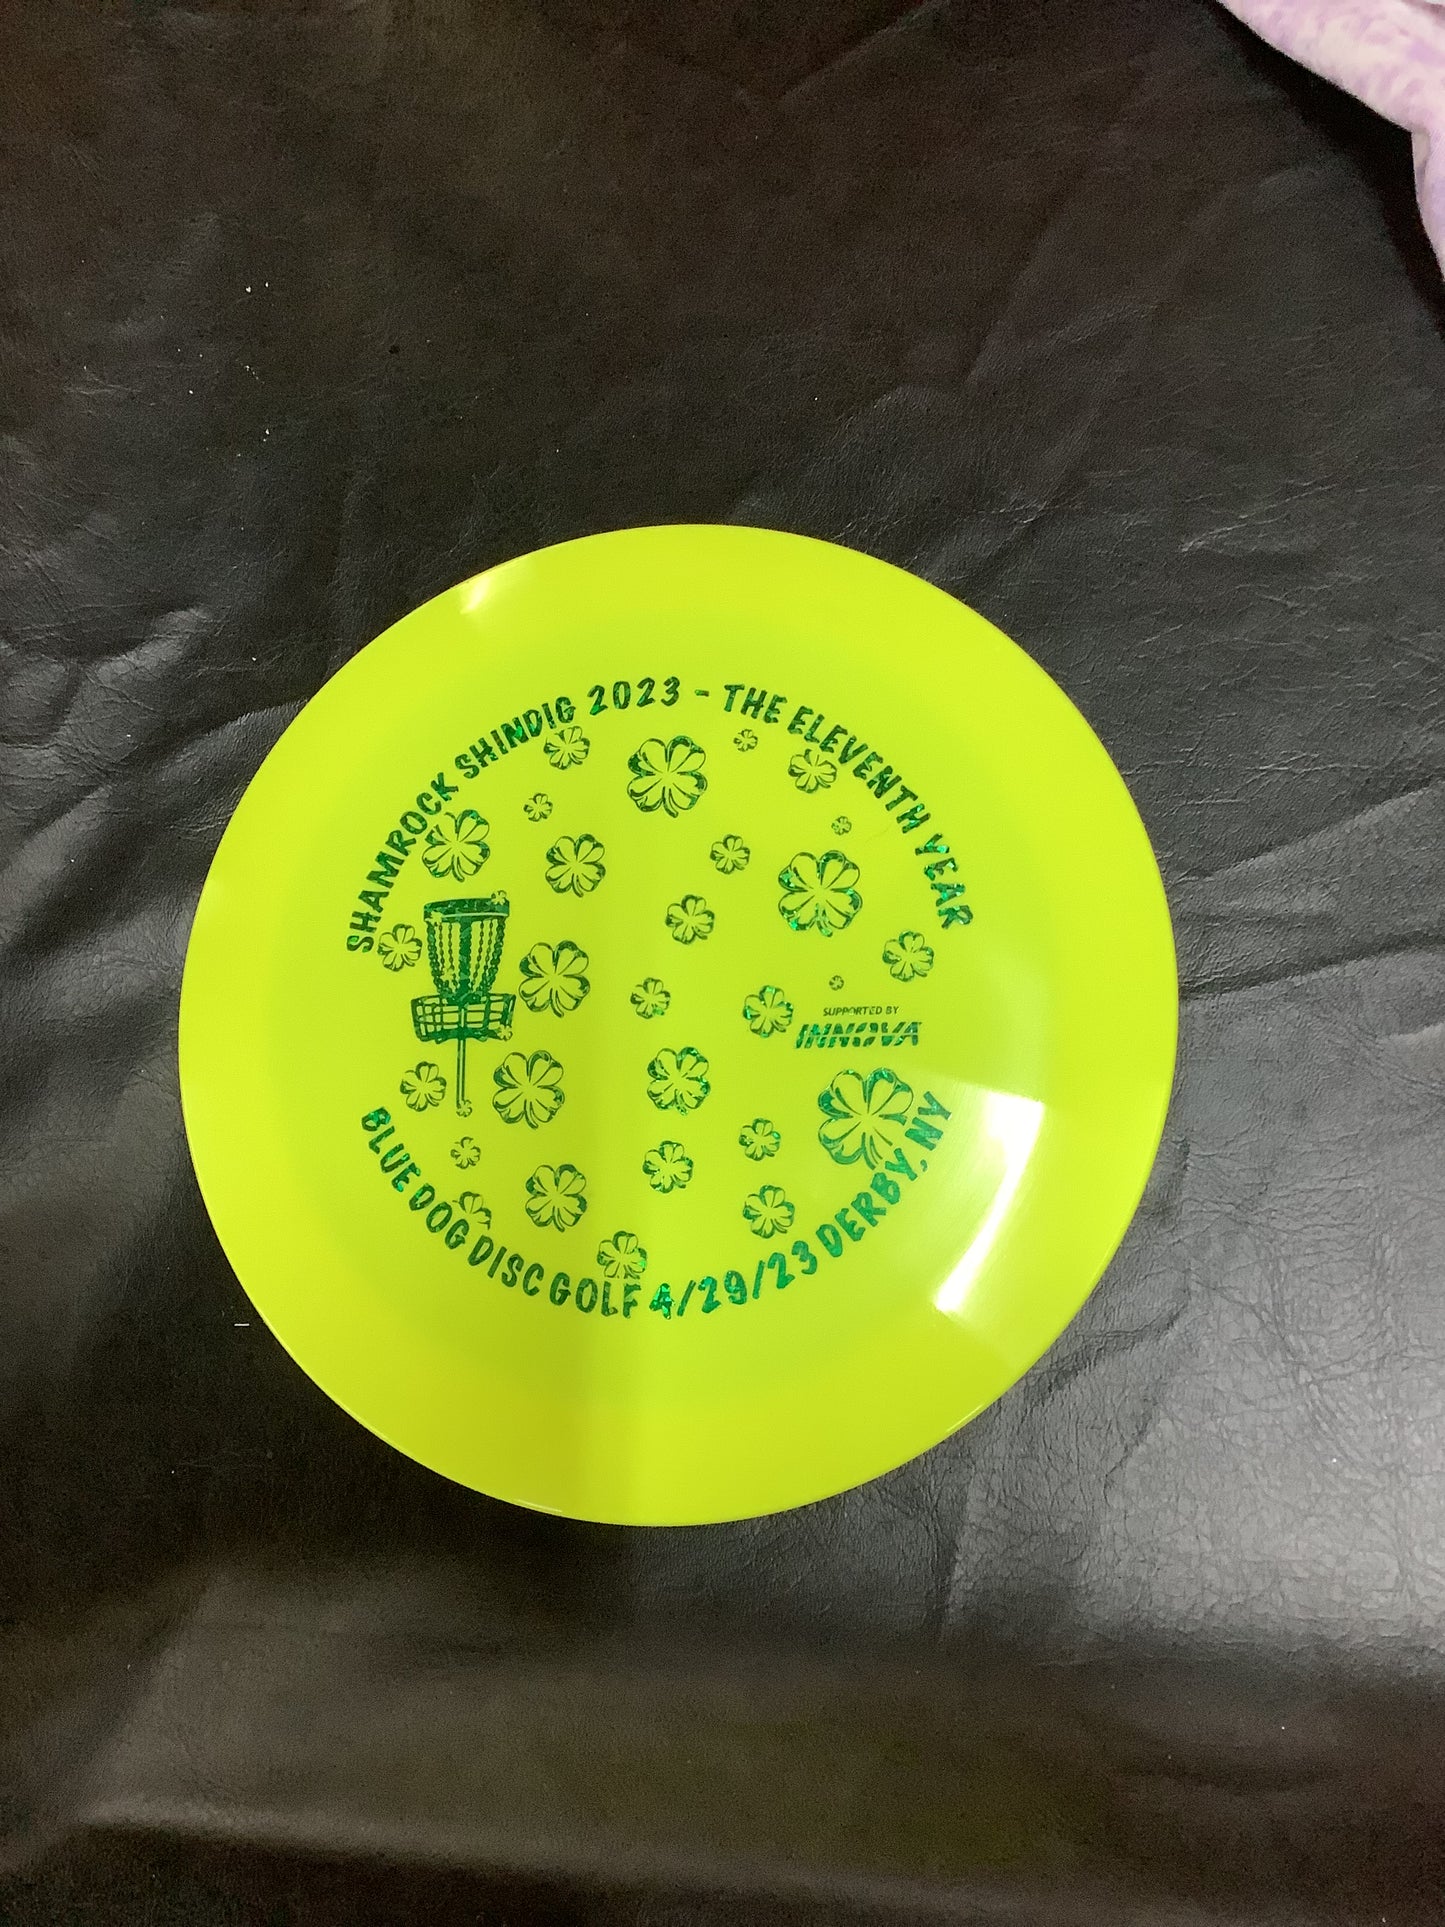 SHAMROCK SHINDIG 2023 - THE ELEVENTH YEAR
SUPPORTED BY
INNOVA
BLUE DOG DISC GOLF 4/29/23 DERBY, NY